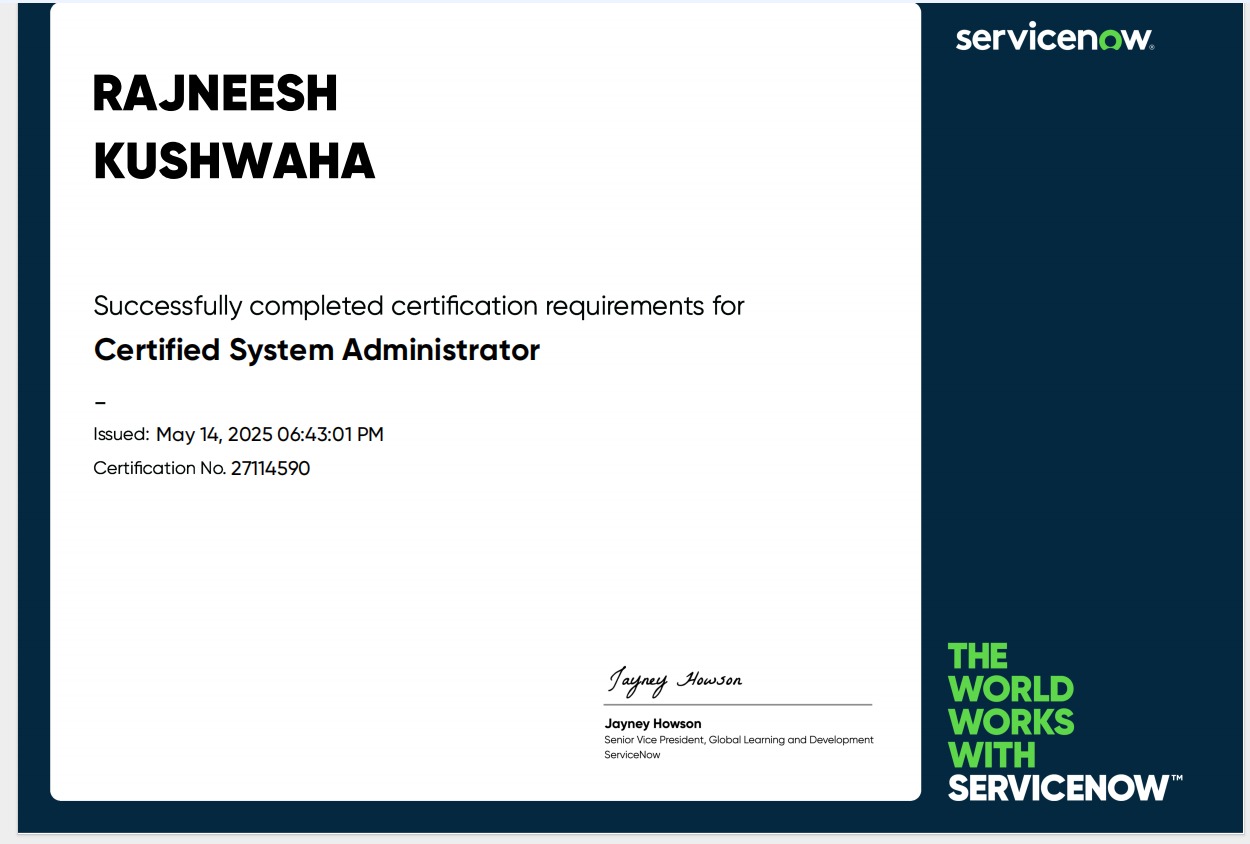 servicenow®
RAJNEESH
KUSHWAHA
Successfully completed certification requirements for
Certified System Administrator
–
Issued: May 14, 2025 06:43:01 PM
Certification No. 27114590
Jayney Howson
Jayney Howson
Senior Vice President, Global Learning and Development
ServiceNow
THE
WORLD
WORKS
WITH
SERVICENOW™